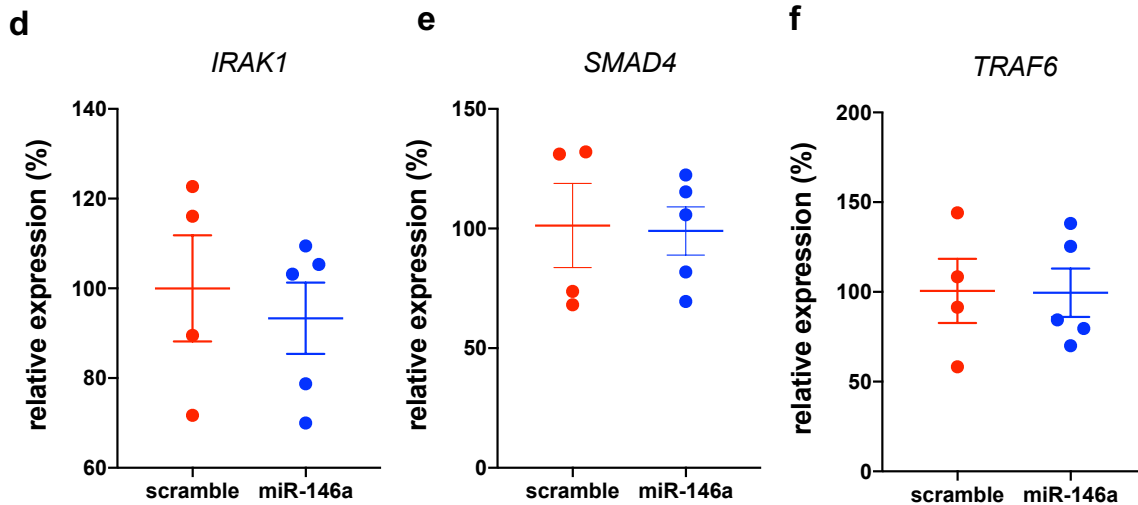 d
IRAK1
relative expression (%)
140
120
100
80
60
scramble miR-146a
e
SMAD4
relative expression (%)
150
100
50
0
scramble miR-146a
f
TRAF6
relative expression (%)
200
150
100
50
0
scramble miR-146a